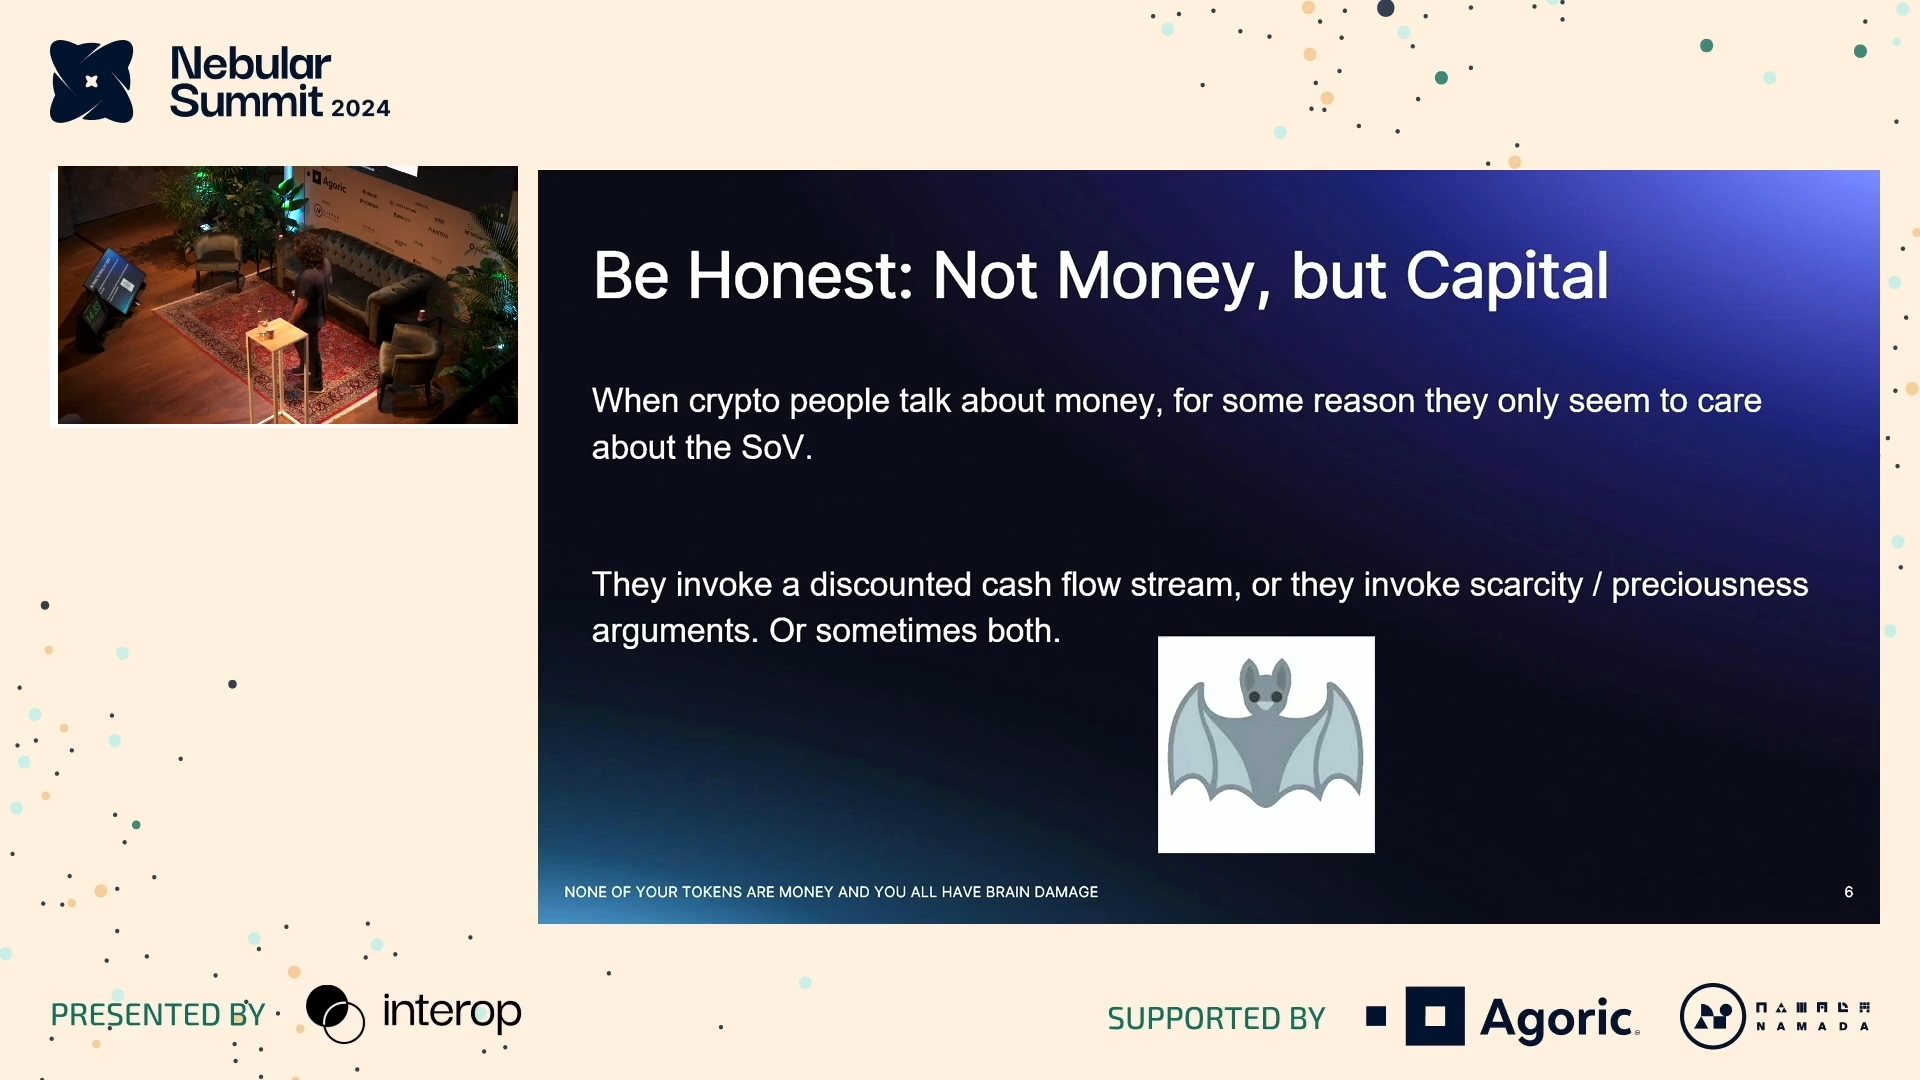 Nebular
Summit 2024
Agoric
MANTRA
Be Honest: Not Money, but Capital
When crypto people talk about money, for some reason they only seem to care
about the SoV.
They invoke a discounted cash flow stream, or they invoke scarcity / preciousness
arguments. Or sometimes both.
NONE OF YOUR TOKENS ARE MONEY AND YOU ALL HAVE BRAIN DAMAGE
6
PRESENTED BY
interop
SUPPORTED BY
Agoric
NAMADA
NAMADA